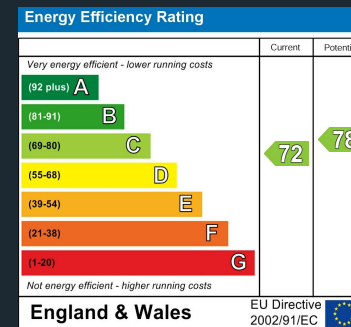 Energy Efficiency Rating
Current
Very energy efficient - lower running costs
(92 plus) A
(81-91) B
(69-80) C
72
78
(55-68) D
(39-54) E
(21-38) F
(1-20) G
Not energy efficient - higher running costs
England & Wales
EU Directive
2002/91/EC